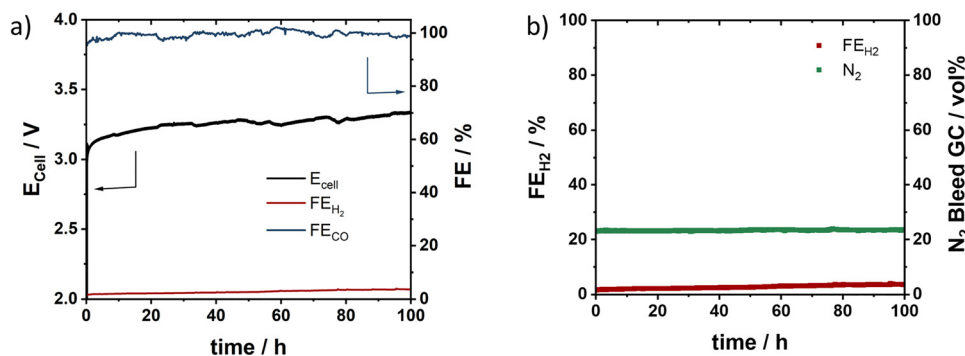 a)
4.0
3.5
3.0
2.5
2.0
E_Cell / V
100
80
60
40
20
0
FE / %
E_cell
FE_H2
FE_CO
0 20 40 60 80 100
time / h
b)
100
80
60
40
20
0
FE_H2 / %
100
80
60
40
20
0
N2 Bleed GC / vol%
FE_H2
N2
0 20 40 60 80 100
time / h